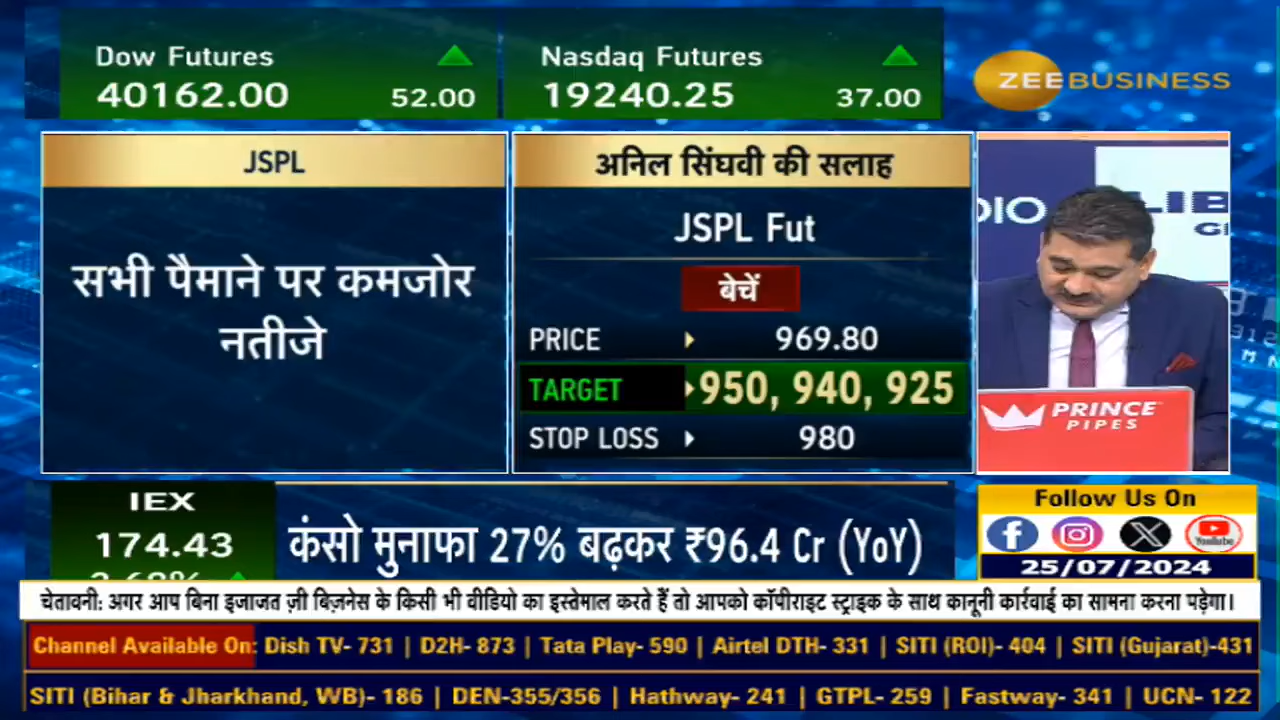 Dow Futures
40162.00 52.00
Nasdaq Futures
19240.25 37.00
ZEEBUSINESS
JSPL
सभी पैमाने पर कमजोर
नतीजे
अनिल सिंघवी की सलाह
JSPL Fut
बेचें
PRICE 969.80
TARGET 950, 940, 925
STOP LOSS 980
PRINCE
PIPES
IEX
174.43
कंसो मुनाफा 27% बढ़कर ₹96.4 Cr (YoY)
Follow Us On
YouTube
25/07/2024
चेतावनी: अगर आप बिना इजाजत ज़ी बिज़नेस के किसी भी वीडियो का इस्तेमाल करते हैं तो आपको कॉपीराइट स्ट्राइक के साथ कानूनी कार्रवाई का सामना करना पड़ेगा।
Channel Available On: Dish TV- 731 | D2H- 873 | Tata Play- 590 | Airtel DTH- 331 | SITI (ROI)- 404 | SITI (Gujarat)-431
SITI (Bihar & Jharkhand, WB)- 186 | DEN-355/356 | Hathway- 241 | GTPL- 259 | Fastway- 341 | UCN- 122